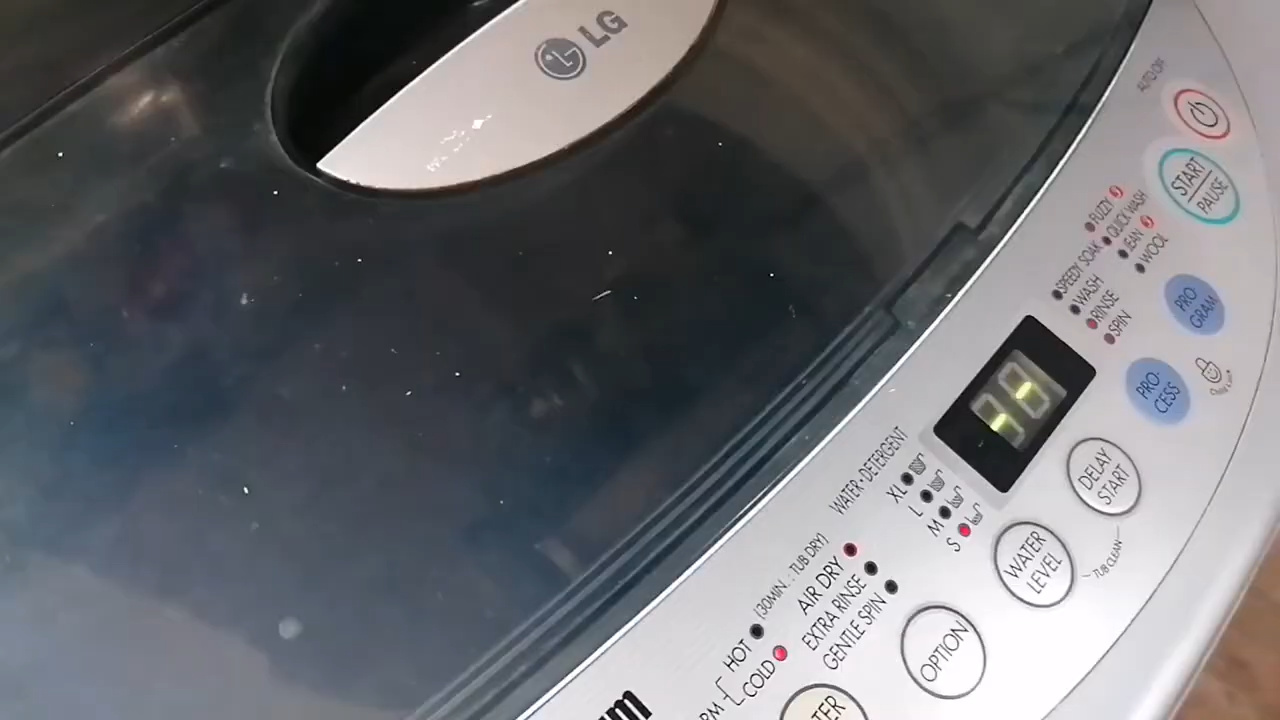 LG
AUTO OFF
START
PAUSE
FUZZY
QUICK WASH
JEAN
WOOL
SPEEDY SOAK
WASH
RINSE
SPIN
PRO-
GRAM
PRO-
CESS
DELAY
START
WATER+DETERGENT
XL
L
M
S
WATER
LEVEL
TUB CLEAN
(30MIN.: TUB DRY)
AIR DRY
EXTRA RINSE
GENTLE SPIN
OPTION
HOT
COLD